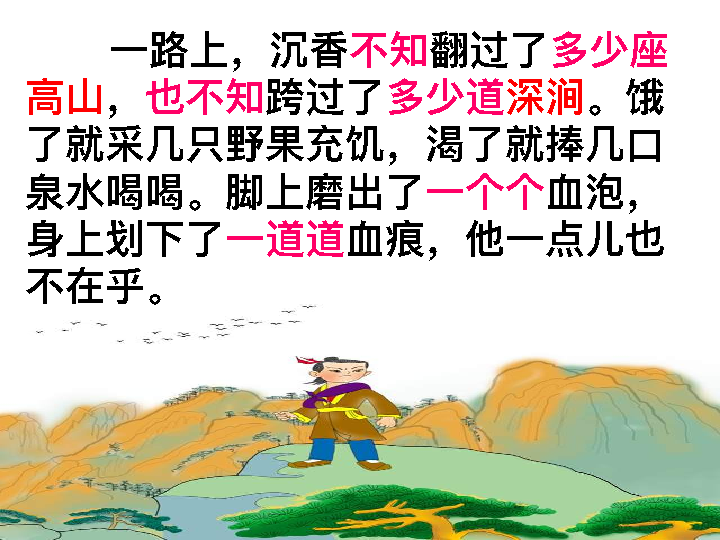 一路上，沉香不知翻过了多少座
高山，也不知跨过了多少道深涧。饿
了就采几只野果充饥，渴了就捧几口
泉水喝喝。脚上磨出了一个个血泡，
身上划下了一道道血痕，他一点儿也
不在乎。